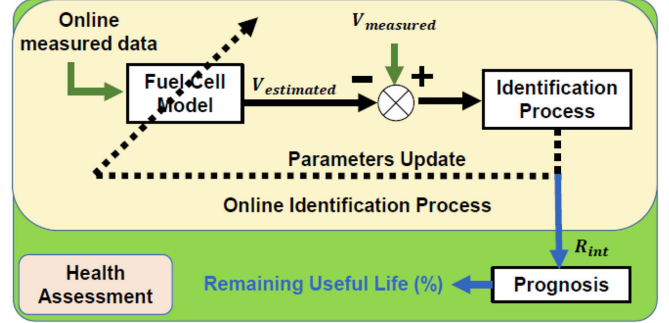 Online
measured data
V_measured
Fuel Cell
Model
V_estimated
− +
Identification
Process
Parameters Update
Online Identification Process
R_int
Health
Assessment
Remaining Useful Life (%)
Prognosis